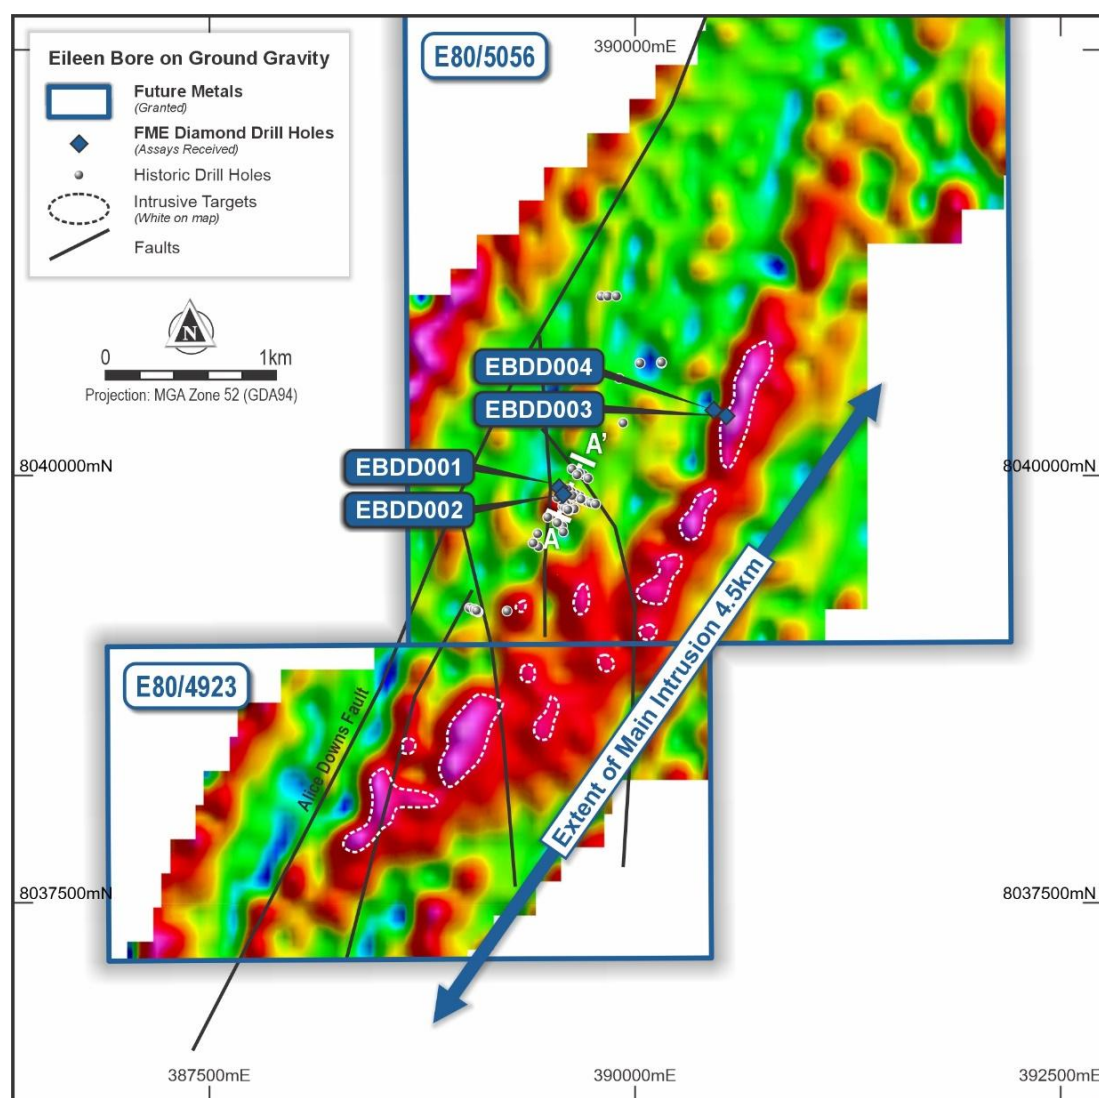 Eileen Bore on Ground Gravity
Future Metals
(Granted)
FME Diamond Drill Holes
(Assays Received)
Historic Drill Holes
Intrusive Targets
(White on map)
Faults
N
0 1km
Projection: MGA Zone 52 (GDA94)
E80/5056
390000mE
EBDD004
EBDD003
A'
EBDD001
EBDD002
A
8040000mN
8040000mN
E80/4923
Alice Downs Fault
Extent of Main Intrusion 4.5km
8037500mN
8037500mN
387500mE
390000mE
392500mE